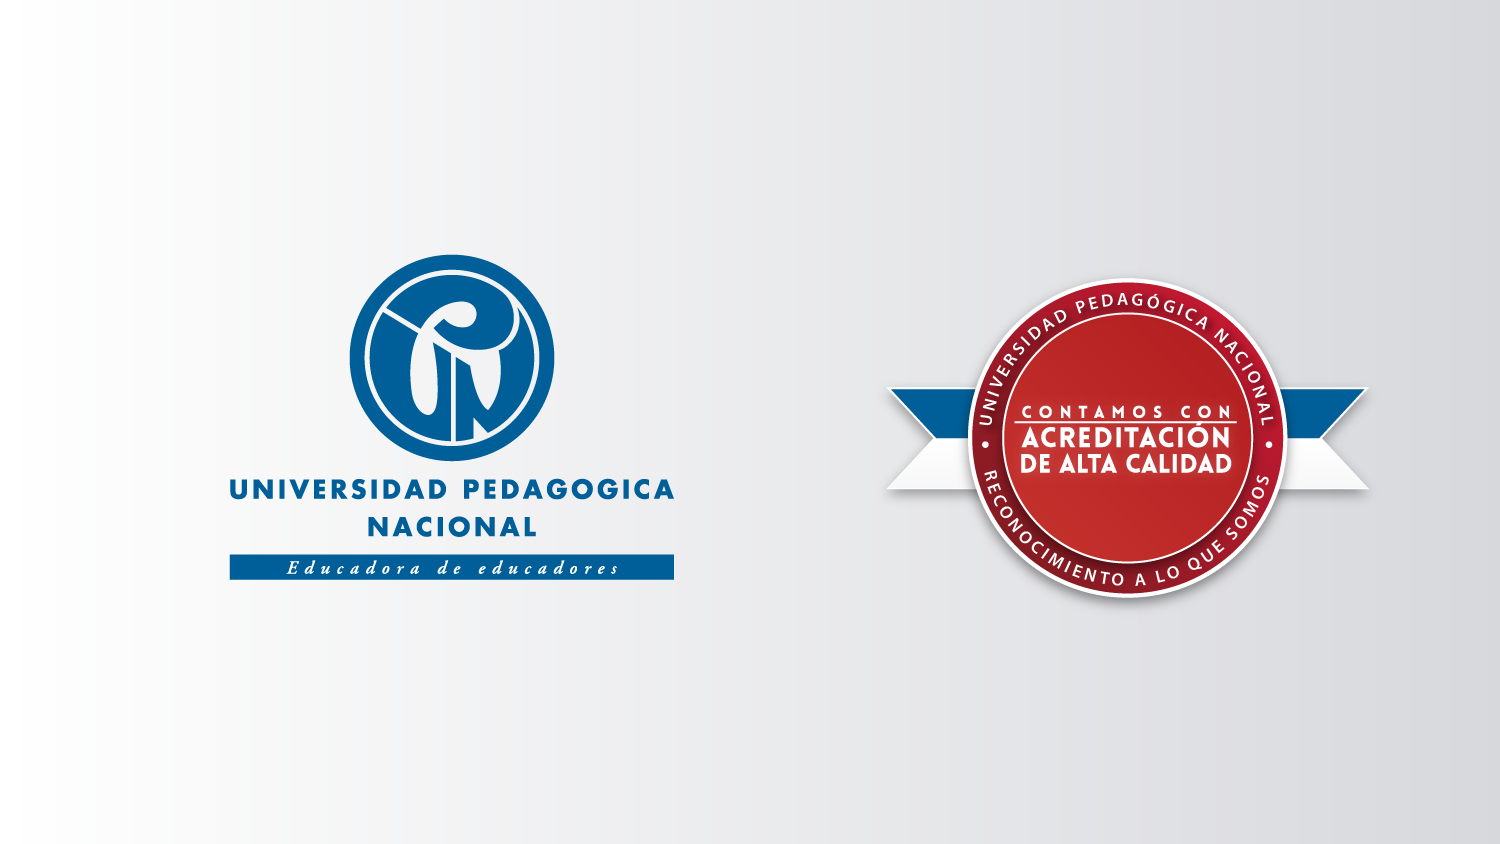 UNIVERSIDAD PEDAGOGICA
NACIONAL
Educadora de educadores
UNIVERSIDAD PEDAGÓGICA NACIONAL
CONTAMOS CON
ACREDITACIÓN
DE ALTA CALIDAD
RECONOCIMIENTO A LO QUE SOMOS